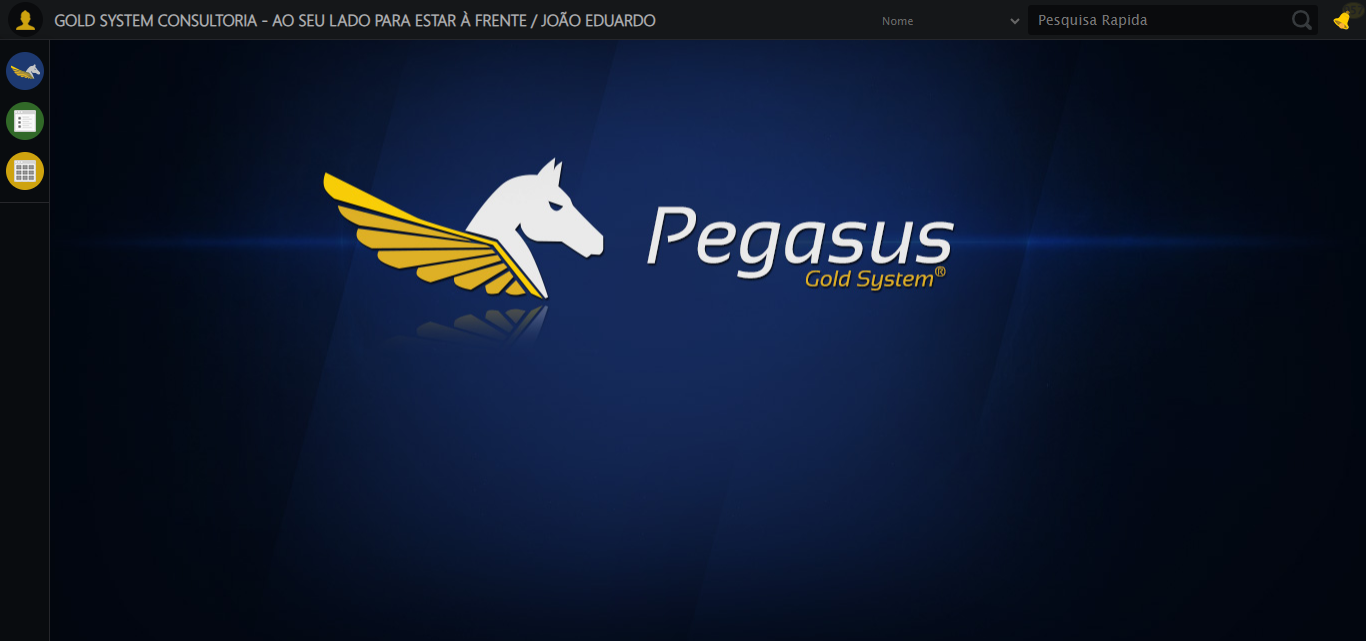 GOLD SYSTEM CONSULTORIA - AO SEU LADO PARA ESTAR À FRENTE / JOÃO EDUARDO
Nome
Pesquisa Rapida
Pegasus
Gold System®